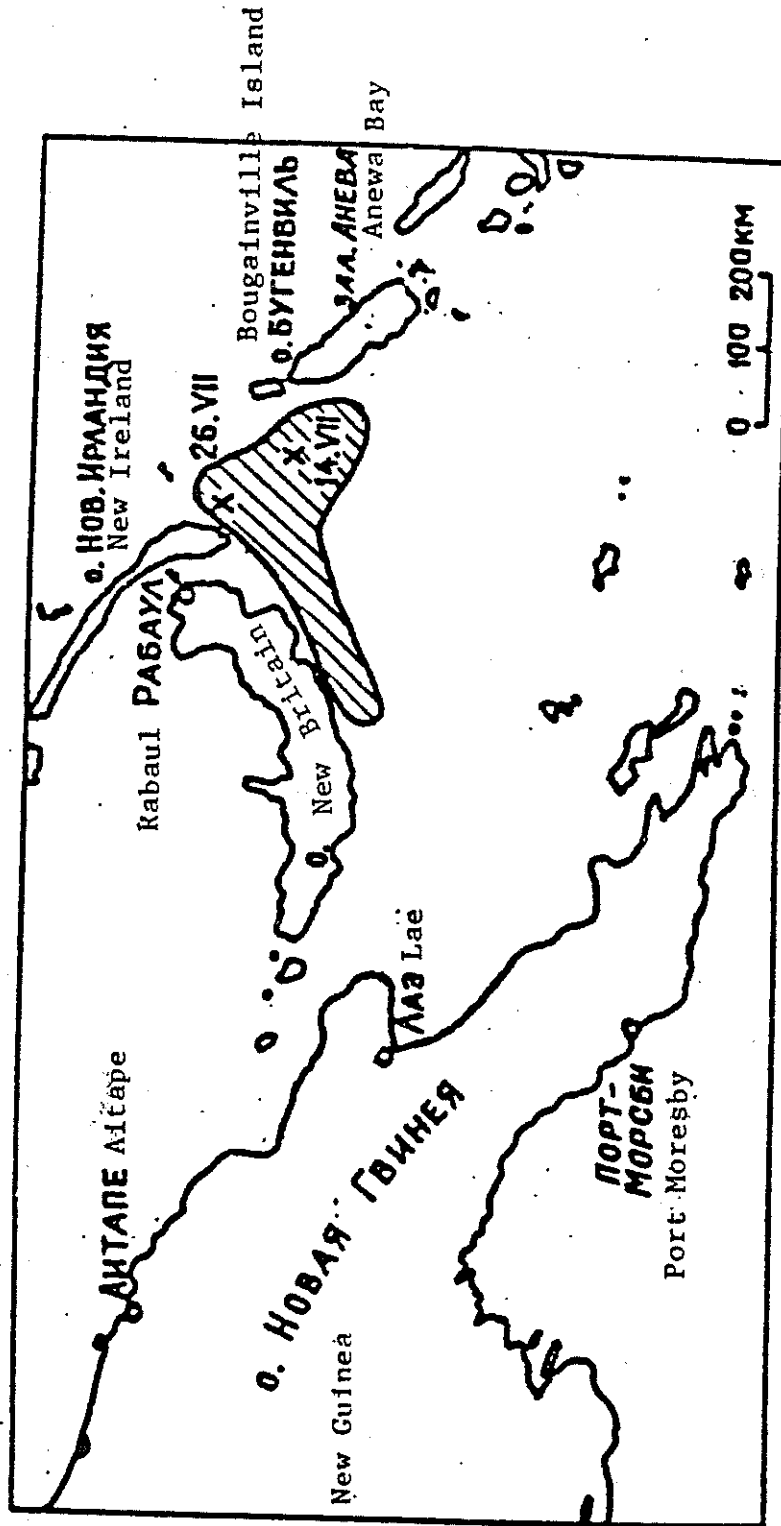 о. НОВ. ИРЛАНДИЯ
New Ireland
Rabaul РАБАУЛ
26.VII
Bougainville Island
о. БУГЕНВИЛЬ
ЗАЛ. АНЕВА
Anewa Bay
14.VII
о. New Britain
АИТАПЕ Aitape
ЛАЭ Lae
о. НОВАЯ ГВИНЕЯ
New Guinea
ПОРТ-
МОРСБИ
Port Moresby
0 100 200КМ